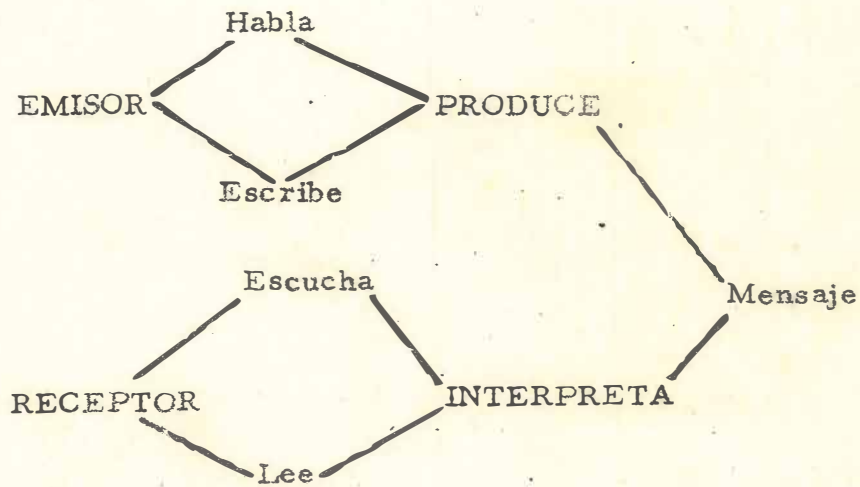 Habla
EMISOR PRODUCE
Escribe
Escucha
Mensaje
RECEPTOR INTERPRETA
Lee